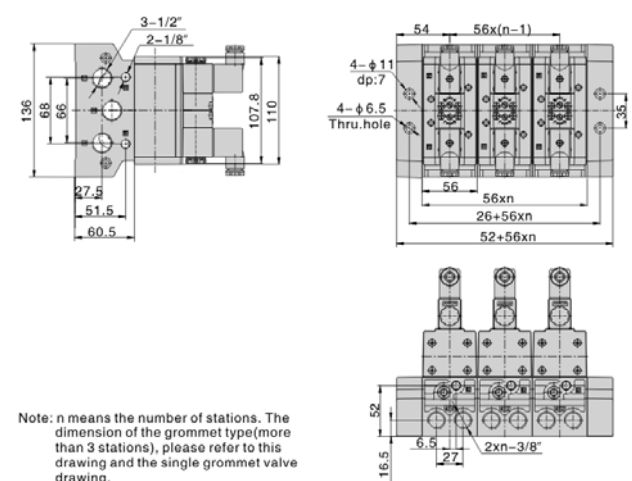 3-1/2"
2-1/8"
136
68
66
107.8
110
27.5
51.5
60.5
54
56x(n-1)
4-ϕ11
dp:7
4-ϕ6.5
Thru.hole
35
56
56xn
26+56xn
52+56xn
52
16.5
6.5
27
2xn-3/8"
Note: n means the number of stations. The
dimension of the grommet type(more
than 3 stations), please refer to this
drawing and the single grommet valve
drawing.